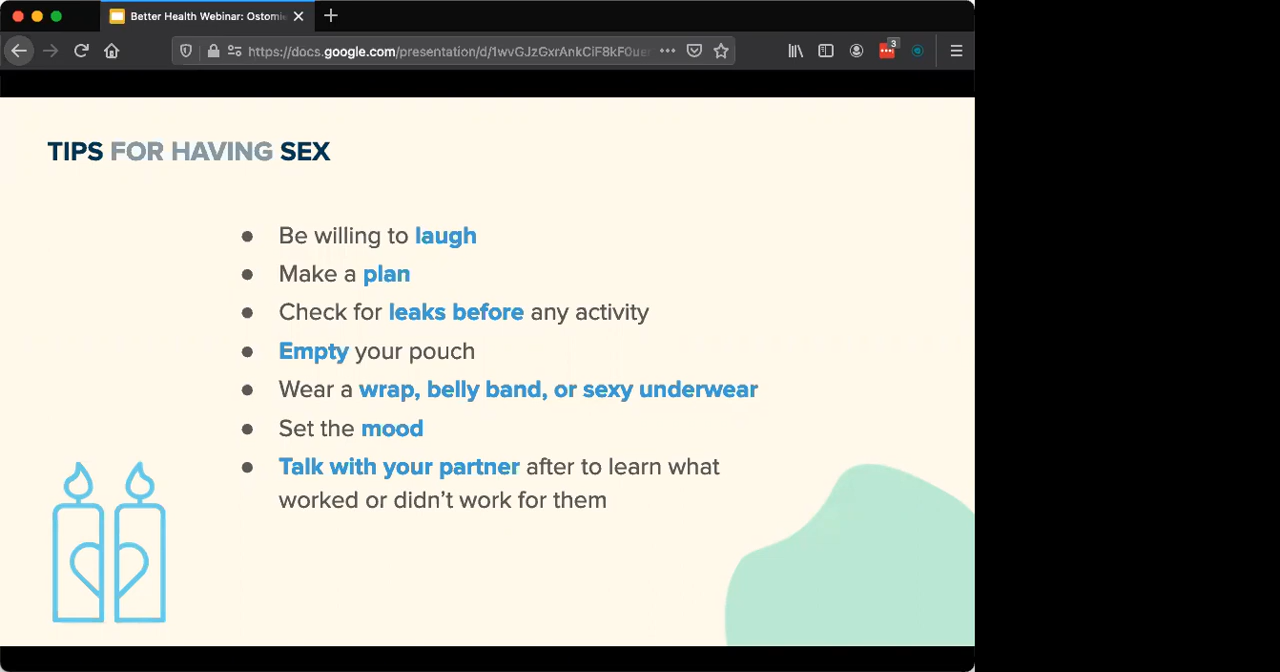 Better Health Webinar: Ostomi
https://docs.google.com/presentation/d/1wvGJzGxrAnkCiF8kF0ue
3
TIPS FOR HAVING SEX
● Be willing to laugh
● Make a plan
● Check for leaks before any activity
● Empty your pouch
● Wear a wrap, belly band, or sexy underwear
● Set the mood
● Talk with your partner after to learn what
worked or didn’t work for them